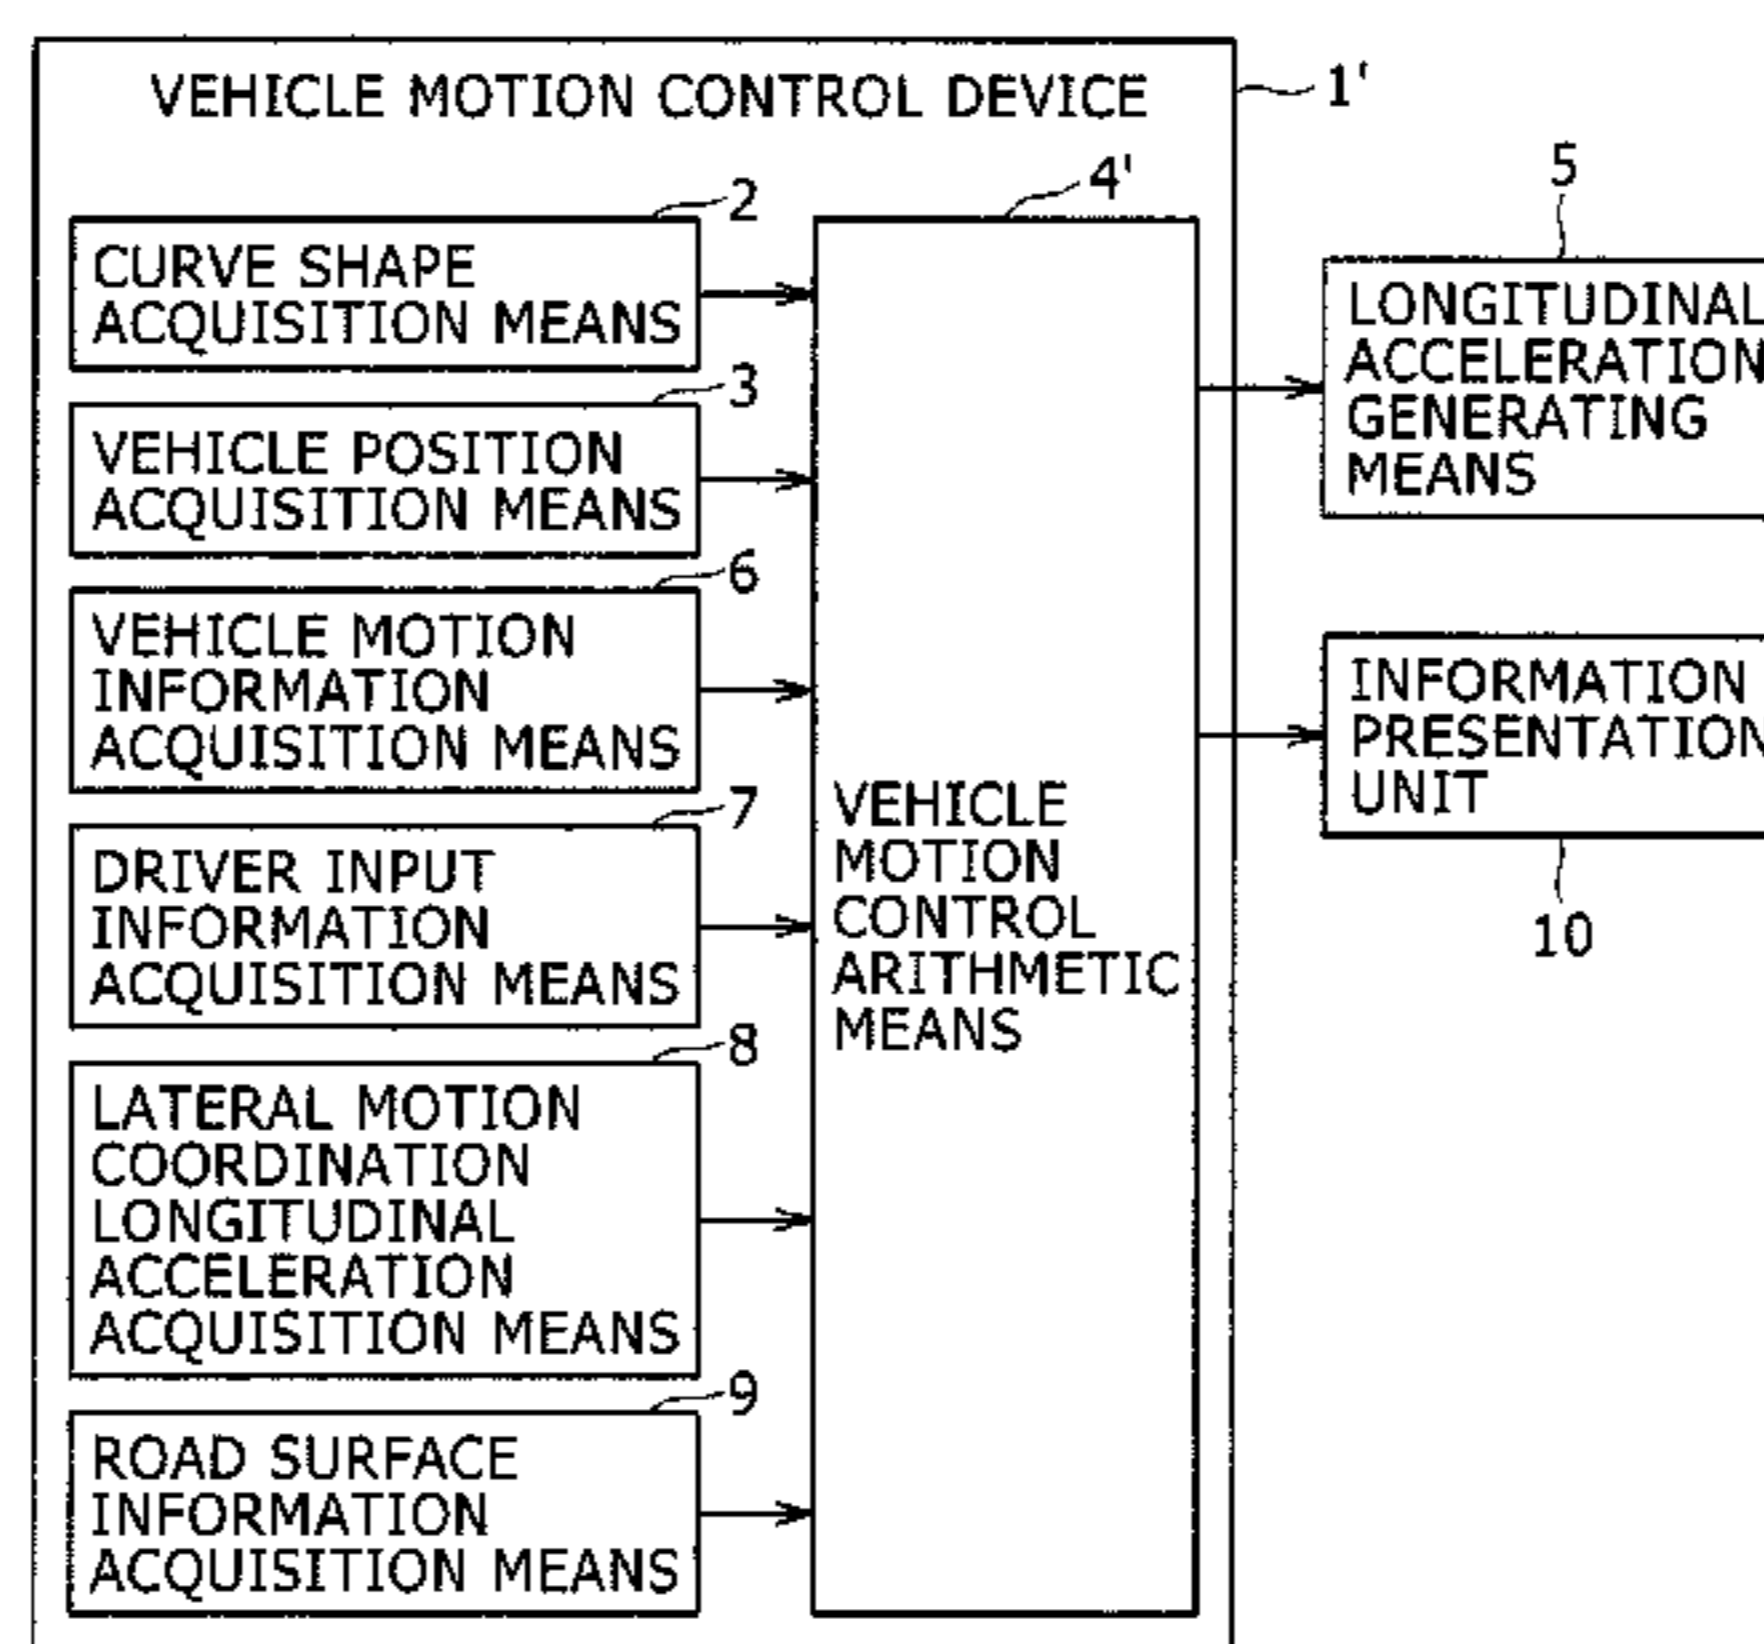 VEHICLE MOTION CONTROL DEVICE
1'
4'
2
CURVE SHAPE
ACQUISITION MEANS
3
VEHICLE POSITION
ACQUISITION MEANS
6
VEHICLE MOTION
INFORMATION
ACQUISITION MEANS
7
DRIVER INPUT
INFORMATION
ACQUISITION MEANS
8
LATERAL MOTION
COORDINATION
LONGITUDINAL
ACCELERATION
ACQUISITION MEANS
9
ROAD SURFACE
INFORMATION
ACQUISITION MEANS
VEHICLE
MOTION
CONTROL
ARITHMETIC
MEANS
5
LONGITUDINAL
ACCELERATION
GENERATING
MEANS
INFORMATION
PRESENTATION
UNIT
10